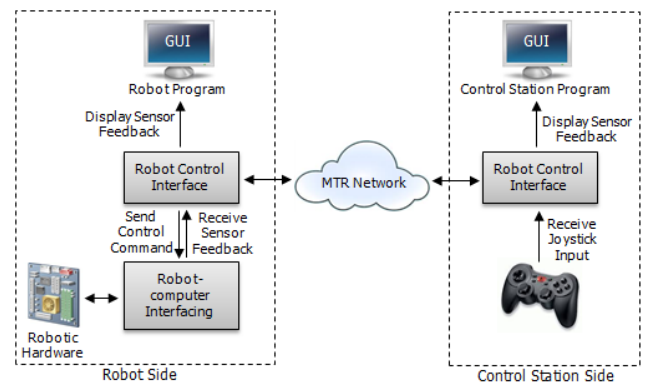 GUI
Robot Program
Display Sensor
Feedback
Robot Control
Interface
Send
Control
Command
Receive
Sensor
Feedback
Robot-
computer
Interfacing
Robotic
Hardware
Robot Side
MTR Network
GUI
Control Station Program
Display Sensor
Feedback
Robot Control
Interface
Receive
Joystick
Input
Control Station Side